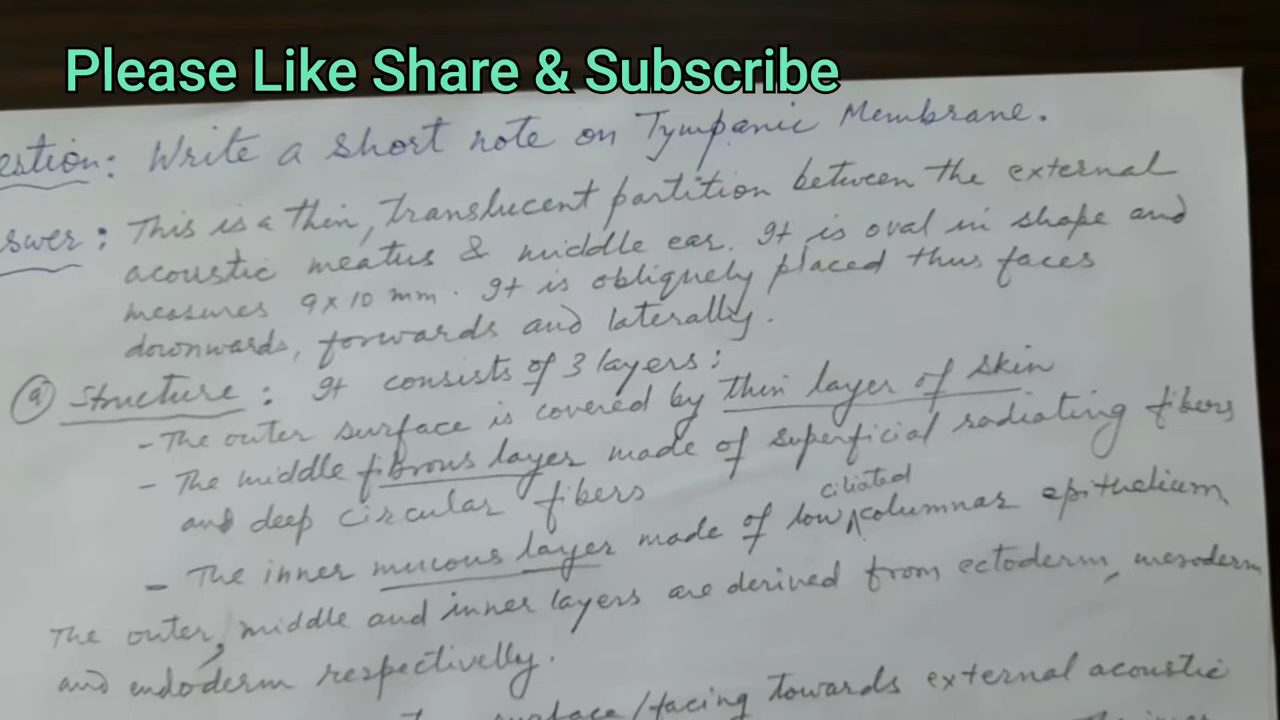 Please Like Share & Subscribe
estion: Write a short note on Tympanic Membrane.
swer: This is a thin, translucent partition between the external
acoustic meatus & middle ear. It is oval in shape and
measures 9 x 10 mm. It is obliquely placed thus faces
downwards, forwards and laterally.
(a) Structure: It consists of 3 layers:
- The outer surface is covered by thin layer of skin
- The middle fibrous layer made of superficial radiating fibers
and deep circular fibers
- The inner mucous layer made of low ciliated columnar epithelium
The outer, middle and inner layers are derived from ectoderm, mesoderm
and endoderm respectivelly.
surface/facing towards external acoustic